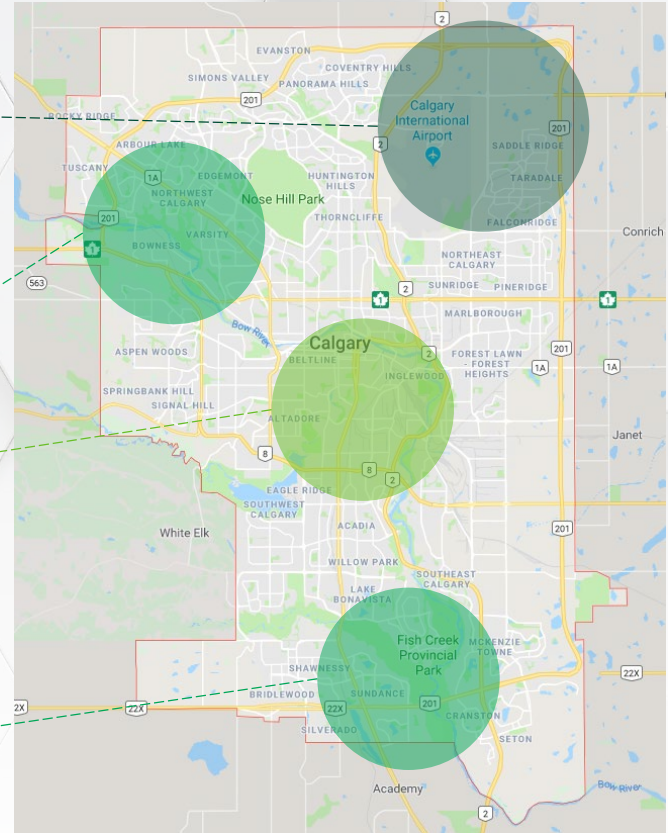 2
EVANSTON
COVENTRY HILLS
SIMONS VALLEY
PANORAMA HILLS
201
Calgary
International
Airport
ROCKY RIDGE
201
2
ARBOUR LAKE
SADDLE RIDGE
TUSCANY
1A
EDGEMONT
HUNTINGTON
HILLS
TARADALE
NORTHWEST
CALGARY
Nose Hill Park
201
THORNCLIFFE
FALCONRIDGE
VARSITY
Conrich
BOWNESS
1
NORTHEAST
CALGARY
563
2
SUNRIDGE
PINERIDGE
1
1
MARLBOROUGH
Bow River
Calgary
BELTLINE
2
201
ASPEN WOODS
FOREST LAWN
- FOREST
HEIGHTS
1A
1A
INGLEWOOD
SPRINGBANK HILL
SIGNAL HILL
ALTADORE
Janet
8
8
2
EAGLE RIDGE
SOUTHWEST
CALGARY
ACADIA
201
White Elk
WILLOW PARK
SOUTHEAST
CALGARY
LAKE
BONAVISTA
Fish Creek
Provincial
Park
MCKENZIE
TOWNE
SHAWNESSY
22X
BRIDLEWOOD
SUNDANCE
201
2X
22X
22X
CRANSTON
SILVERADO
SETON
Academy
Bow River
2